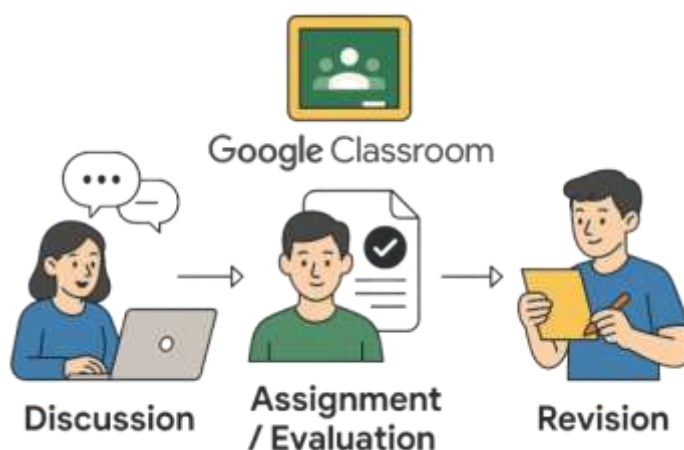 Google Classroom
Discussion
Assignment
/ Evaluation
Revision